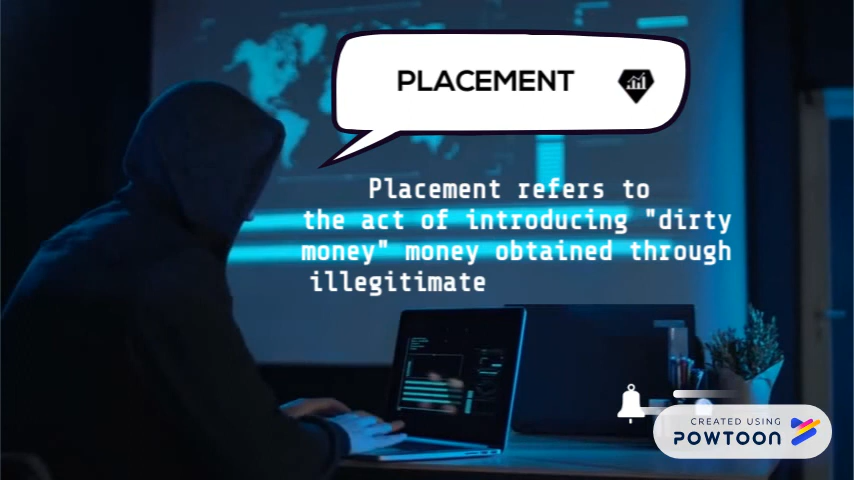 PLACEMENT
Placement refers to
the act of introducing "dirty
money" money obtained through
illegitimate
CREATED USING
POWTOON